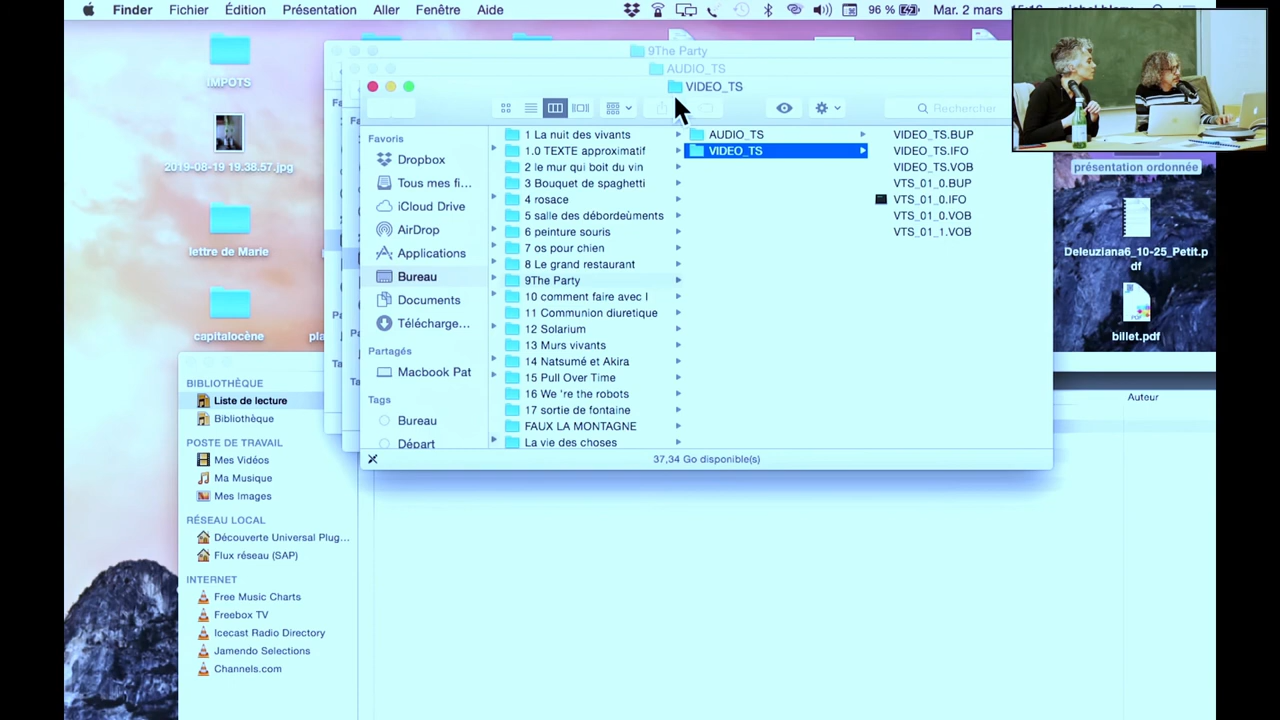 Finder Fichier Édition Présentation Aller Fenêtre Aide 96 % Mar. 2 mars
9The Party
AUDIO_TS
VIDEO_TS
Rechercher
IMPOTS
2019-08-19 19.38.57.jpg
lettre de Marie
capitalocène
Favoris
Dropbox
Tous mes fi...
iCloud Drive
AirDrop
Applications
Bureau
Documents
Télécharge...
Partagés
Macbook Pat
Tags
Bureau
Départ
1 La nuit des vivants
1.0 TEXTE approximatif
2 le mur qui boit du vin
3 Bouquet de spaghetti
4 rosace
5 salle des débordeùments
6 peinture souris
7 os pour chien
8 Le grand restaurant
9The Party
10 comment faire avec l
11 Communion diuretique
12 Solarium
13 Murs vivants
14 Natsumé et Akira
15 Pull Over Time
16 We 're the robots
17 sortie de fontaine
FAUX LA MONTAGNE
La vie des choses
AUDIO_TS
VIDEO_TS
VIDEO_TS.BUP
VIDEO_TS.IFO
VIDEO_TS.VOB
VTS_01_0.BUP
VTS_01_0.IFO
VTS_01_0.VOB
VTS_01_1.VOB
37,34 Go disponible(s)
présentation ordonnée
Deleuziana6_10-25_Petit.p
df
billet.pdf
Auteur
BIBLIOTHÈQUE
Liste de lecture
Bibliothèque
POSTE DE TRAVAIL
Mes Vidéos
Ma Musique
Mes Images
RÉSEAU LOCAL
Découverte Universal Plug...
Flux réseau (SAP)
INTERNET
Free Music Charts
Freebox TV
Icecast Radio Directory
Jamendo Selections
Channels.com